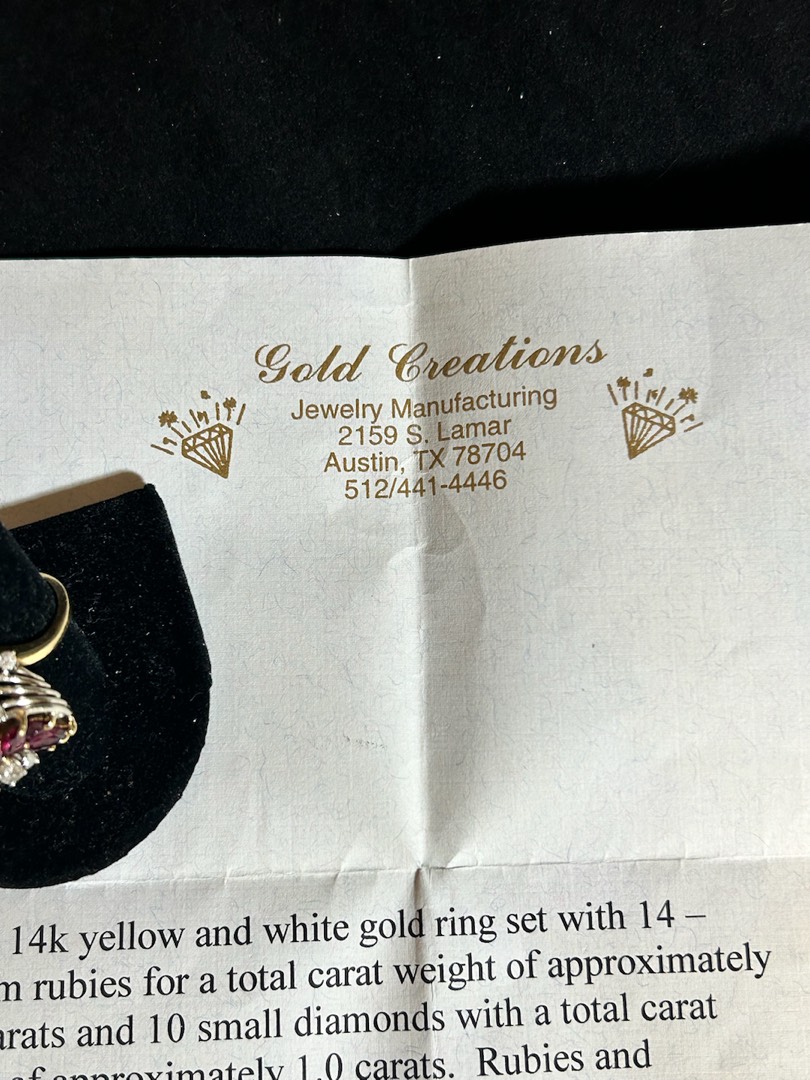 Gold Creations
Jewelry Manufacturing
2159 S. Lamar
Austin, TX 78704
512/441-4446
14k yellow and white gold ring set with 14 –
m rubies for a total carat weight of approximately
arats and 10 small diamonds with a total carat
of approximately 1.0 carats. Rubies and